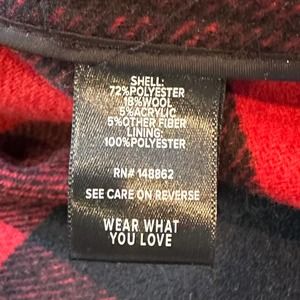 SHELL:
72%POLYESTER
18%WOOL
5%ACRYLIC
5%OTHER FIBER
LINING:
100%POLYESTER
RN# 148862
SEE CARE ON REVERSE
WEAR WHAT
YOU LOVE